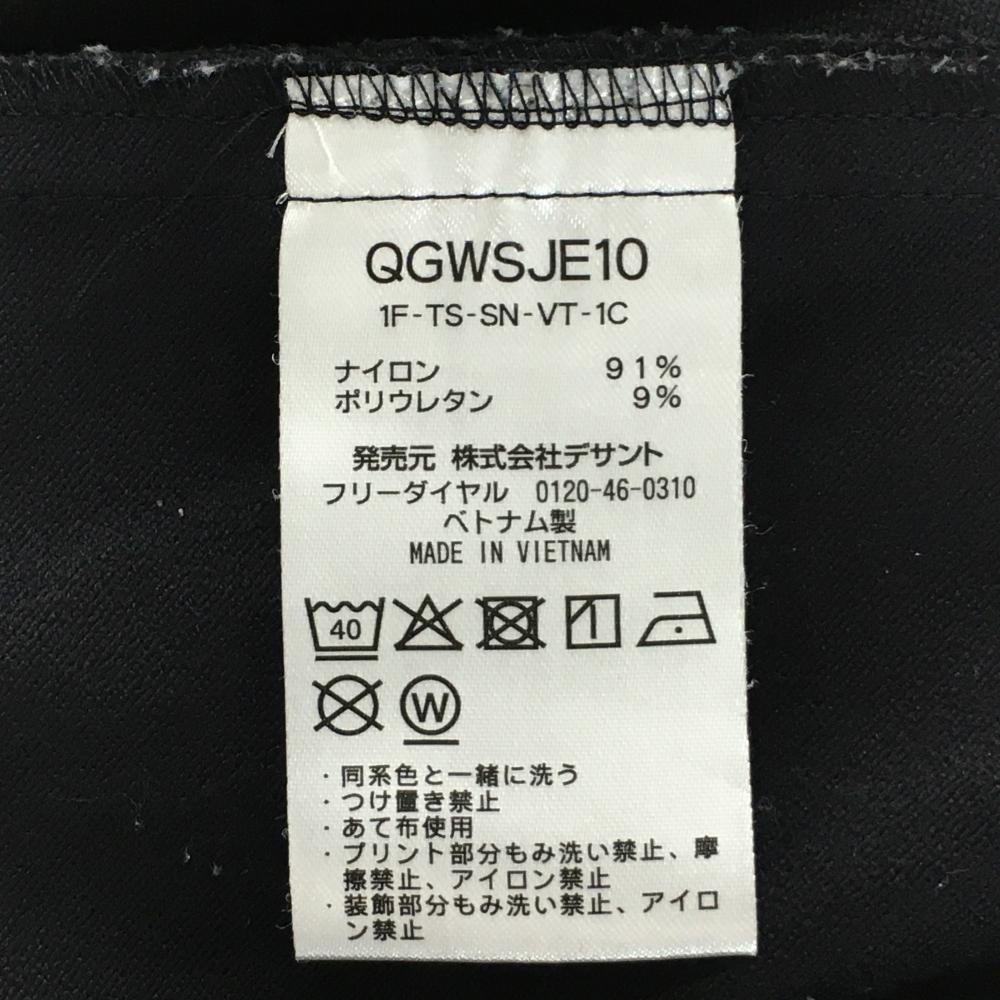 QGWSJE10
1F-TS-SN-VT-1C
ナイロン 91%
ポリウレタン 9%
発売元 株式会社デサント
フリーダイヤル 0120-46-0310
ベトナム製
MADE IN VIETNAM
40
W
・同系色と一緒に洗う
・つけ置き禁止
・あて布使用
・プリント部分もみ洗い禁止、摩
擦禁止、アイロン禁止
・装飾部分もみ洗い禁止、アイロ
ン禁止